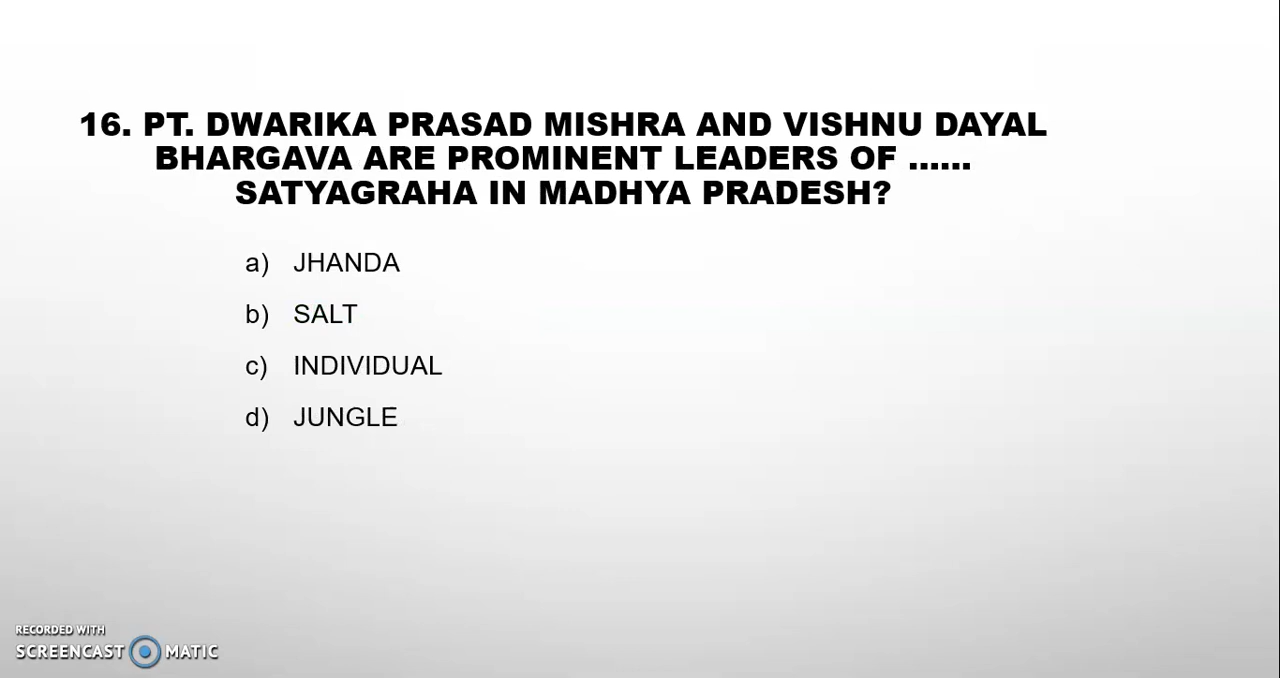 16. PT. DWARIKA PRASAD MISHRA AND VISHNU DAYAL
BHARGAVA ARE PROMINENT LEADERS OF ......
SATYAGRAHA IN MADHYA PRADESH?
a) JHANDA
b) SALT
c) INDIVIDUAL
d) JUNGLE
RECORDED WITH
SCREENCAST MATIC